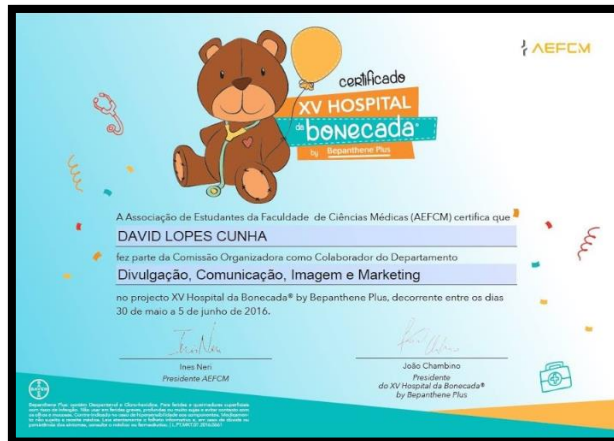 AEFCM
certificado
XV HOSPITAL
da bonecada®
by Bepanthene Plus
A Associação de Estudantes da Faculdade de Ciências Médicas (AEFCM) certifica que
DAVID LOPES CUNHA
fez parte da Comissão Organizadora como Colaborador do Departamento
Divulgação, Comunicação, Imagem e Marketing
no projecto XV Hospital da Bonecada® by Bepanthene Plus, decorrente entre os dias
30 de maio a 5 de junho de 2016.
Ines Neri
Presidente AEFCM
João Chambino
Presidente
do XV Hospital da Bonecada®
by Bepanthene Plus
BAYER